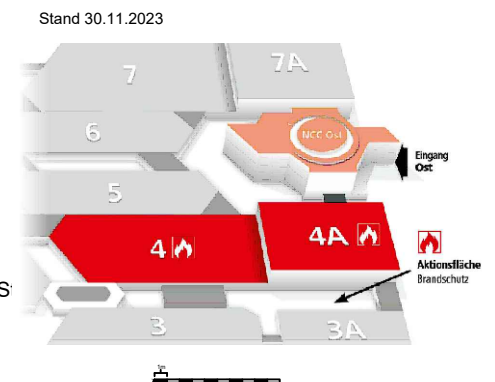 Stand 30.11.2023
7
7A
6
NCC Ost
Eingang
Ost
5
4
4A
Aktionsfläche
Brandschutz
3
3A